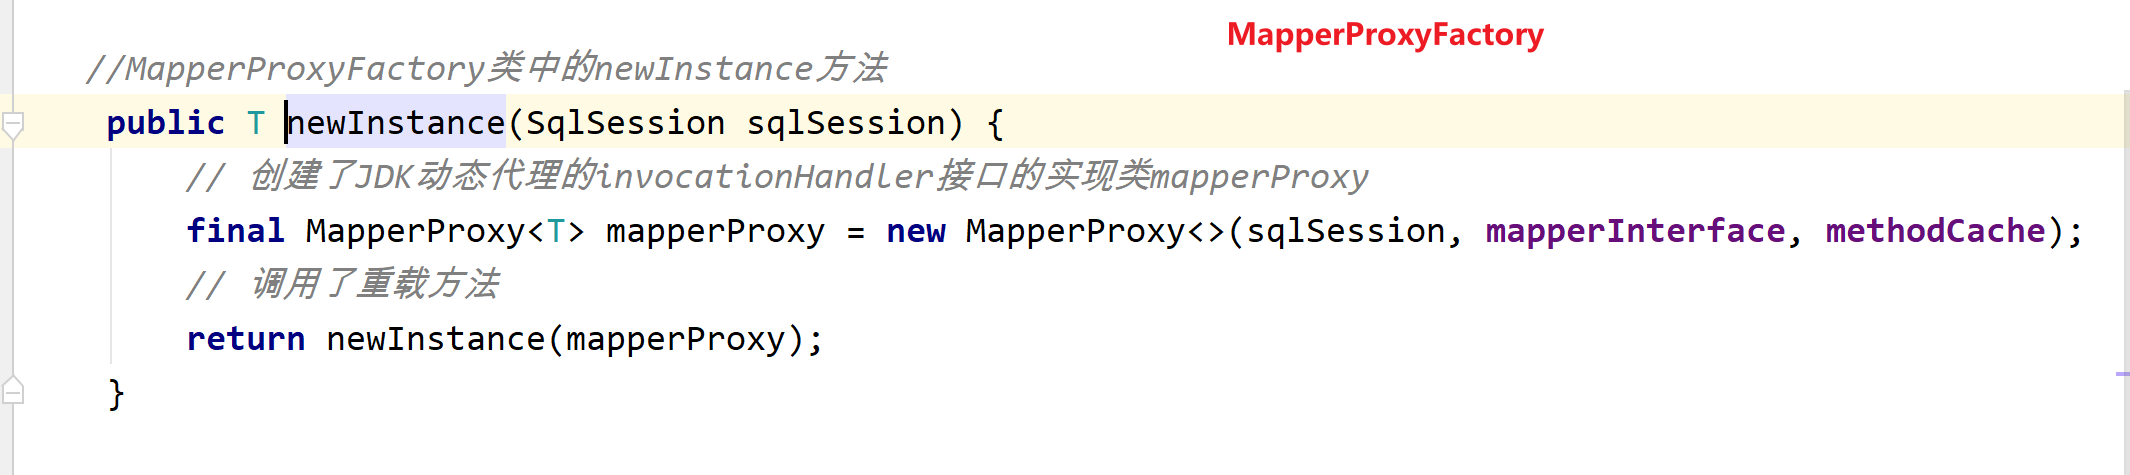 MapperProxyFactory
//MapperProxyFactory类中的newInstance方法
public T newInstance(SqlSession sqlSession) {
// 创建了JDK动态代理的invocationHandler接口的实现类mapperProxy
final MapperProxy<T> mapperProxy = new MapperProxy<>(sqlSession, mapperInterface, methodCache);
// 调用了重载方法
return newInstance(mapperProxy);
}